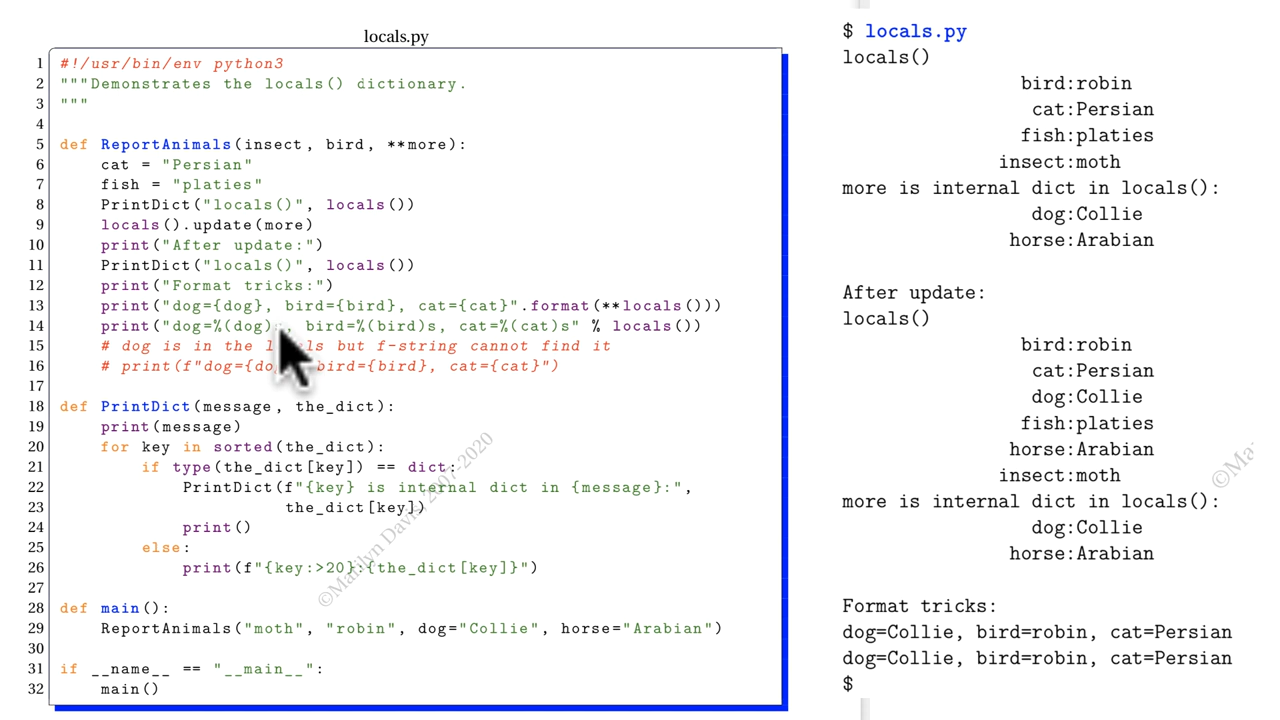 locals.py
1 #!/usr/bin/env python3
2 """Demonstrates the locals() dictionary.
3 """
4
5 def ReportAnimals(insect, bird, **more):
6     cat = "Persian"
7     fish = "platies"
8     PrintDict("locals()", locals())
9     locals().update(more)
10     print("After update:")
11     PrintDict("locals()", locals())
12     print("Format tricks:")
13     print("dog={dog}, bird={bird}, cat={cat}".format(**locals()))
14     print("dog=%(dog) , bird=%(bird)s, cat=%(cat)s" % locals())
15     # dog is in the but f-string cannot find it
16     # print(f"dog= bird={bird}, cat={cat}")
17
18 def PrintDict(message, the_dict):
19     print(message)
20     for key in sorted(the_dict):
21         if type(the_dict[key]) == dict:
22             PrintDict(f"{key} is internal dict in {message}:",
23                       the_dict[key])
24             print()
25         else:
26             print(f"{key:>20}:{the_dict[key]}")
27
28 def main():
29     ReportAnimals("moth", "robin", dog="Collie", horse="Arabian")
30
31 if __name__ == "__main__":
32     main()
©Marilyn Davis, 2007-2020
$ locals.py
locals()
bird:robin
cat:Persian
fish:platies
insect:moth
more is internal dict in locals():
dog:Collie
horse:Arabian
After update:
locals()
bird:robin
cat:Persian
dog:Collie
fish:platies
horse:Arabian
insect:moth
more is internal dict in locals():
dog:Collie
horse:Arabian
Format tricks:
dog=Collie, bird=robin, cat=Persian
dog=Collie, bird=robin, cat=Persian
$